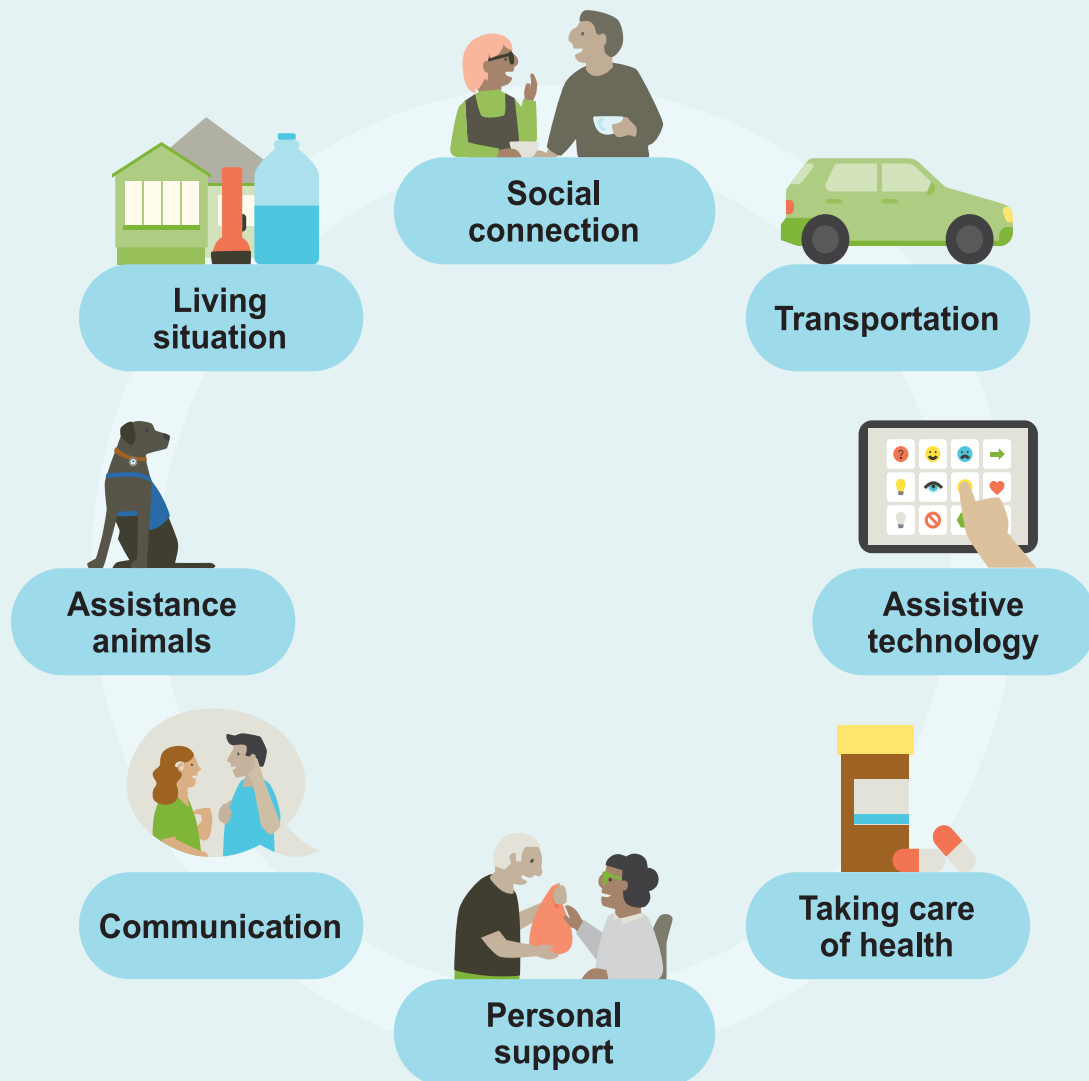 Social
connection
Transportation
Assistive
technology
Taking care
of health
Personal
support
Communication
Assistance
animals
Living
situation
?